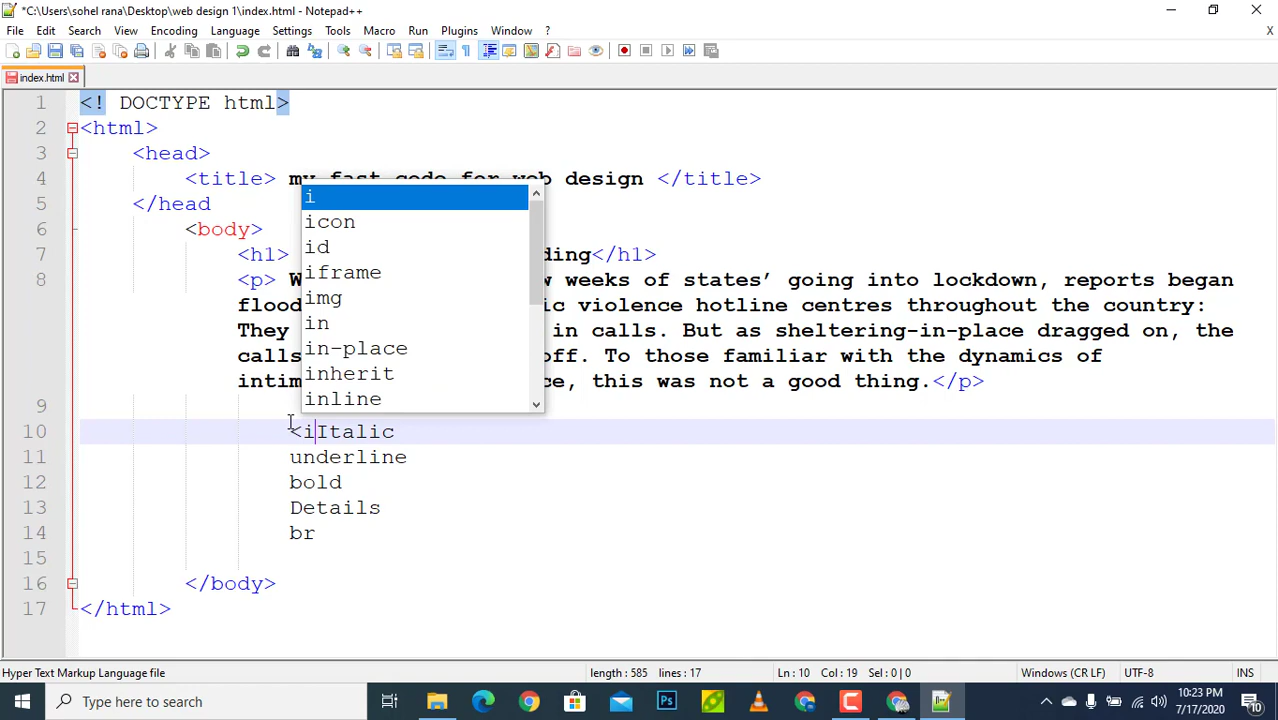 *C:\Users\sohel rana\Desktop\web design 1\index.html - Notepad++
File Edit Search View Encoding Language Settings Tools Macro Run Plugins Window ? X
index.html
1 <! DOCTYPE html>
2 <html>
3 <head>
4 <title> my fast code for web design </title>
5 </head
6 <body>
7 <h1> ding</h1>
8 <p> W w weeks of states’ going into lockdown, reports began
flood ic violence hotline centres throughout the country:
They in calls. But as sheltering-in-place dragged on, the
calls off. To those familiar with the dynamics of
intim ce, this was not a good thing.</p>
9
10 <iItalic
11 underline
12 bold
13 Details
14 br
15
16 </body>
17 </html>
i
icon
id
iframe
img
in
in-place
inherit
inline
Hyper Text Markup Language file length : 585 lines : 17 Ln : 10 Col : 19 Sel : 0 | 0 Windows (CR LF) UTF-8 INS
Type here to search
10:23 PM
7/17/2020
10